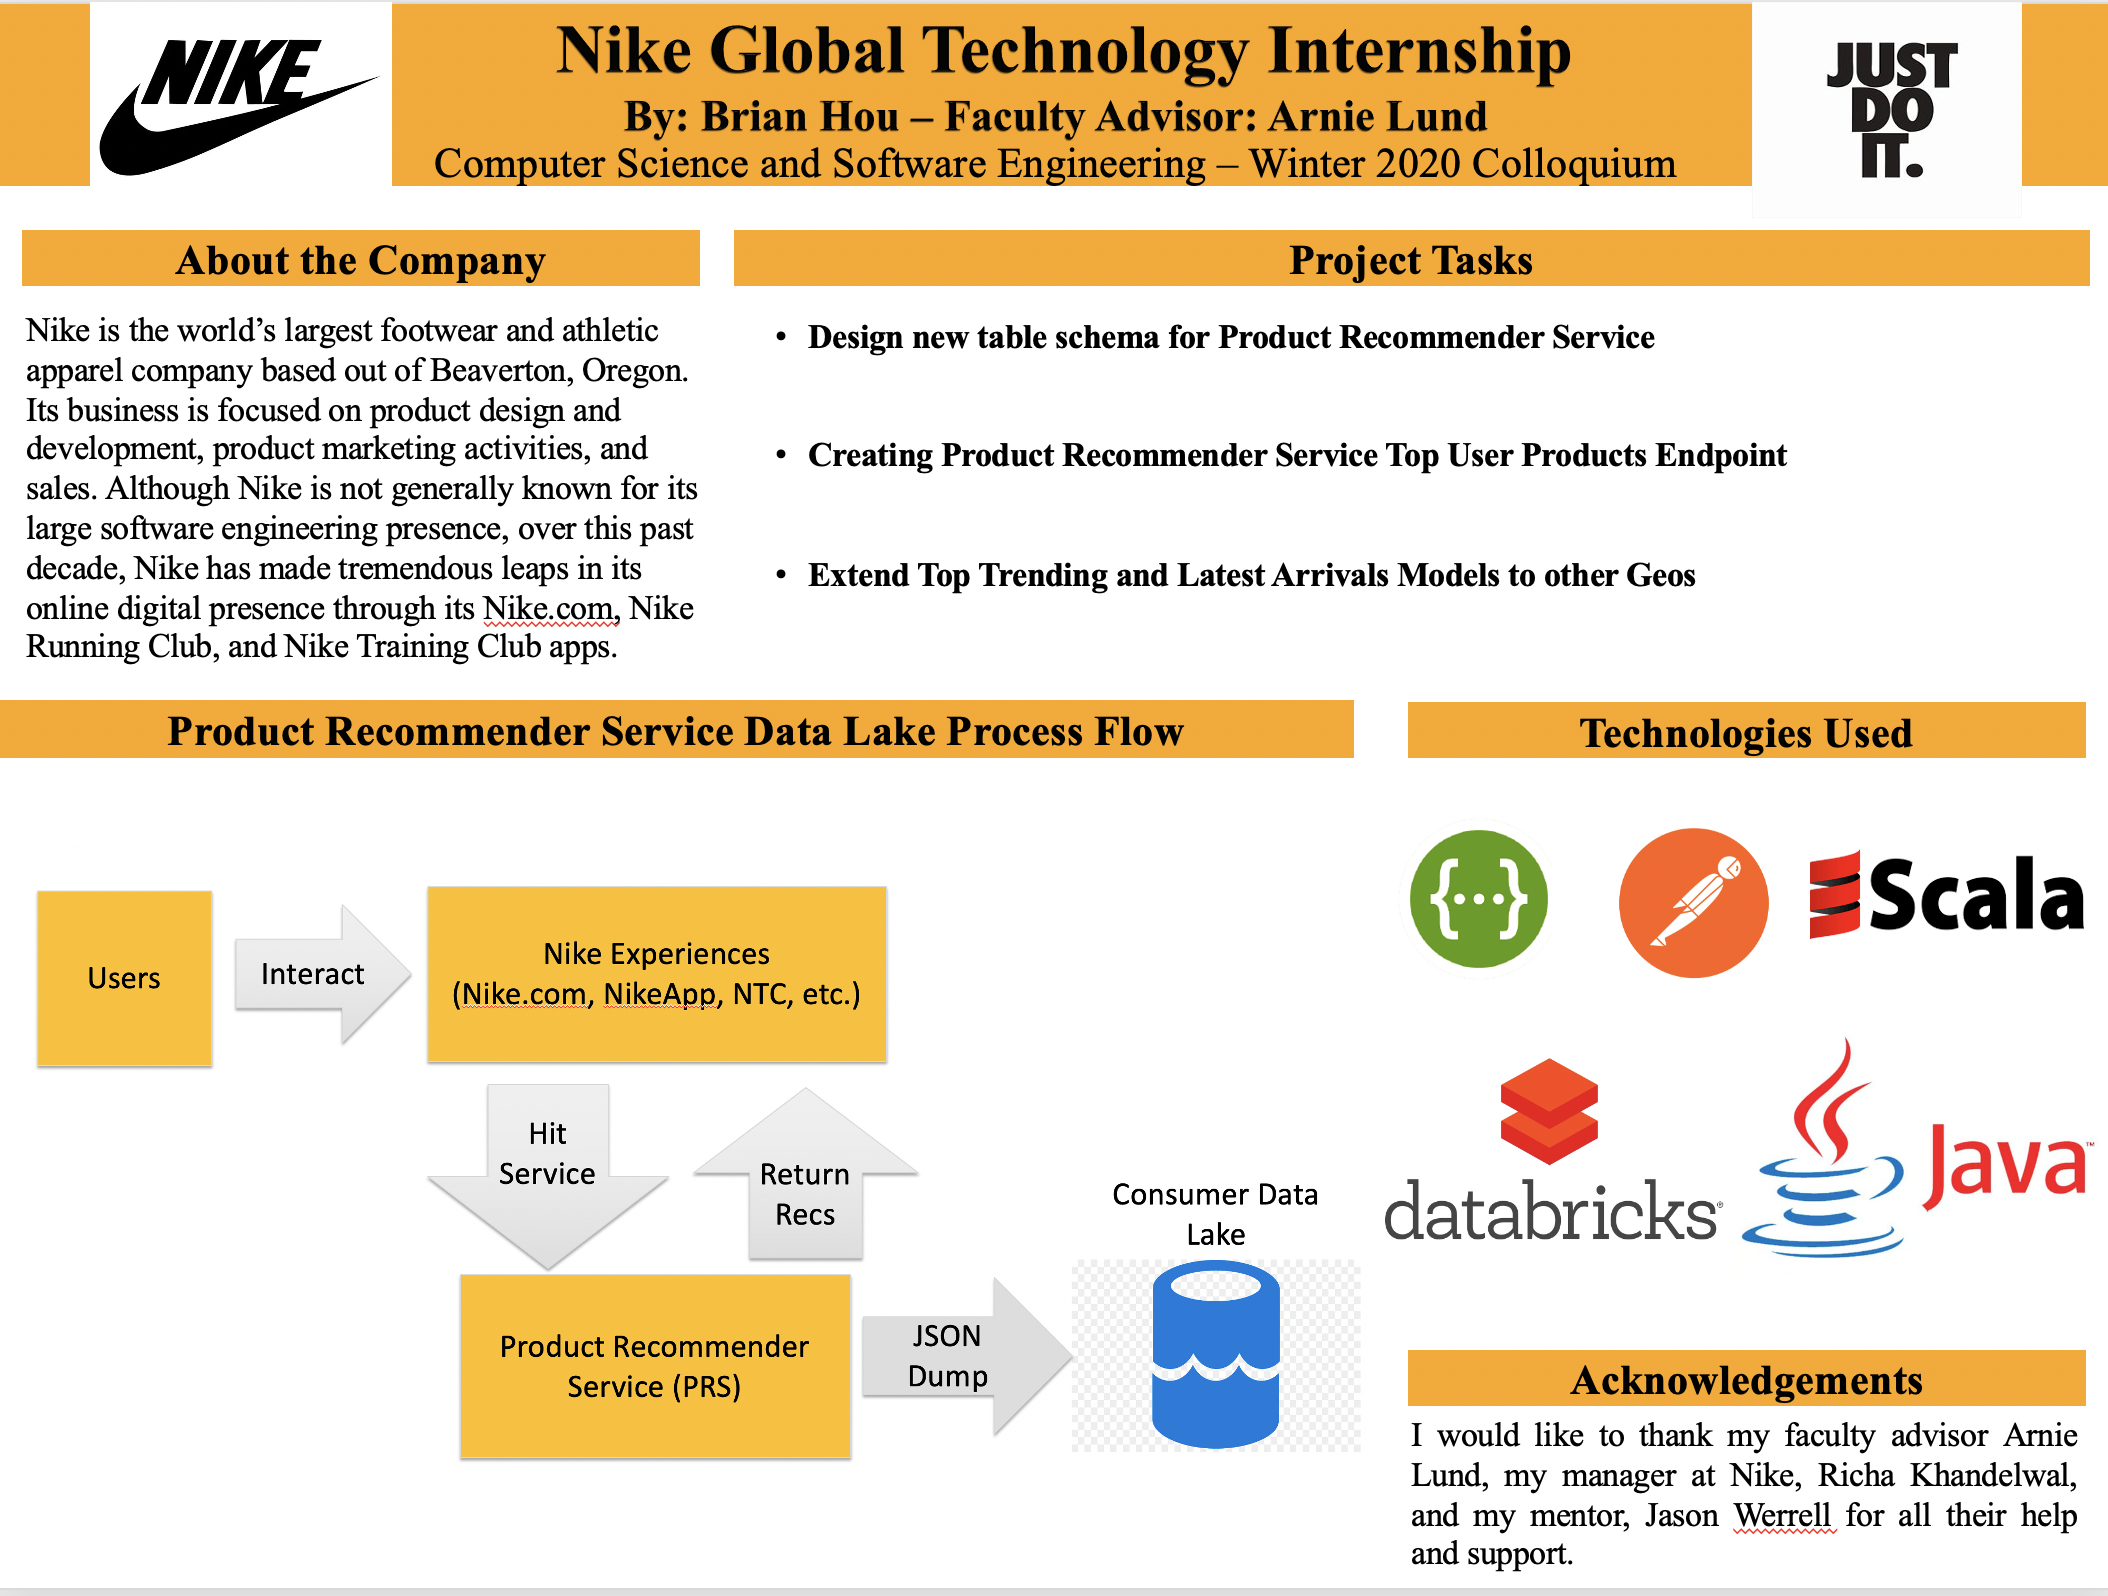 NIKE
Nike Global Technology Internship
By: Brian Hou – Faculty Advisor: Arnie Lund
Computer Science and Software Engineering – Winter 2020 Colloquium
JUST
DO
IT.
About the Company
Nike is the world’s largest footwear and athletic
apparel company based out of Beaverton, Oregon.
Its business is focused on product design and
development, product marketing activities, and
sales. Although Nike is not generally known for its
large software engineering presence, over this past
decade, Nike has made tremendous leaps in its
online digital presence through its Nike.com, Nike
Running Club, and Nike Training Club apps.
Project Tasks
• Design new table schema for Product Recommender Service
• Creating Product Recommender Service Top User Products Endpoint
• Extend Top Trending and Latest Arrivals Models to other Geos
Product Recommender Service Data Lake Process Flow
Users
Interact
Nike Experiences
(Nike.com, NikeApp, NTC, etc.)
Hit
Service
Return
Recs
Product Recommender
Service (PRS)
JSON
Dump
Consumer Data
Lake
Technologies Used
{···}
Scala
databricks®
Java™
Acknowledgements
I would like to thank my faculty advisor Arnie
Lund, my manager at Nike, Richa Khandelwal,
and my mentor, Jason Werrell for all their help
and support.